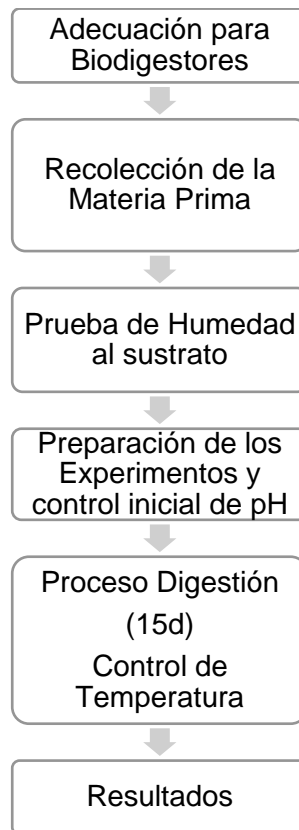 Adecuación para
Biodigestores
Recolección de la
Materia Prima
Prueba de Humedad
al sustrato
Preparación de los
Experimentos y
control inicial de pH
Proceso Digestión
(15d)
Control de
Temperatura
Resultados